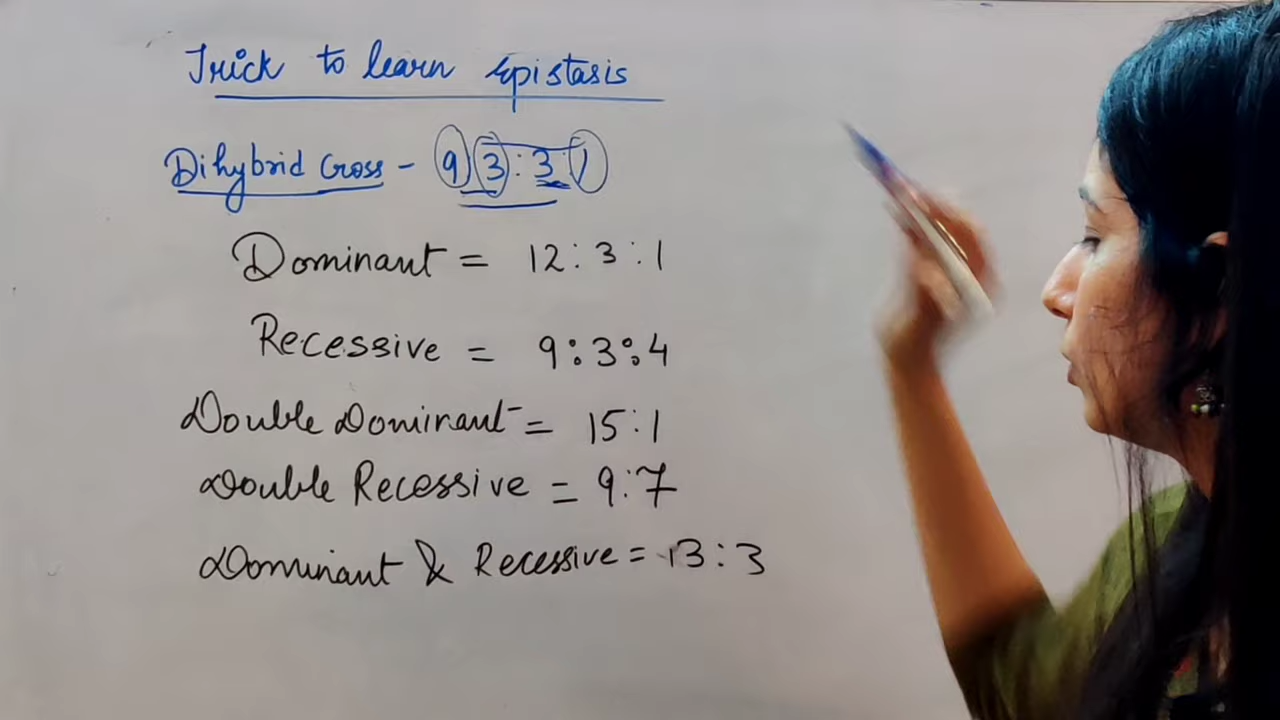 Trick to learn Epistasis
Dihybrid Cross - 9 3 : 3 : 1
Dominant = 12 : 3 : 1
Recessive = 9 : 3 : 4
Double Dominant = 15 : 1
Double Recessive = 9 : 7
Dominant & Recessive = 13 : 3